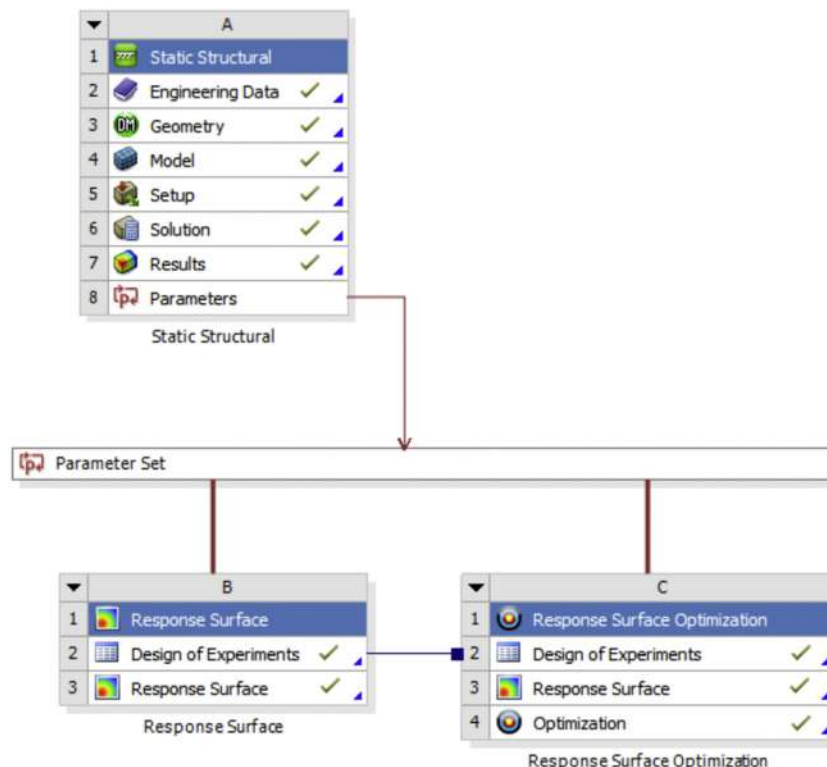 A
1 Static Structural
2 Engineering Data
3 Geometry
4 Model
5 Setup
6 Solution
7 Results
8 Parameters
Static Structural
Parameter Set
B
1 Response Surface
2 Design of Experiments
3 Response Surface
Response Surface
C
1 Response Surface Optimization
2 Design of Experiments
3 Response Surface
4 Optimization
Response Surface Optimization